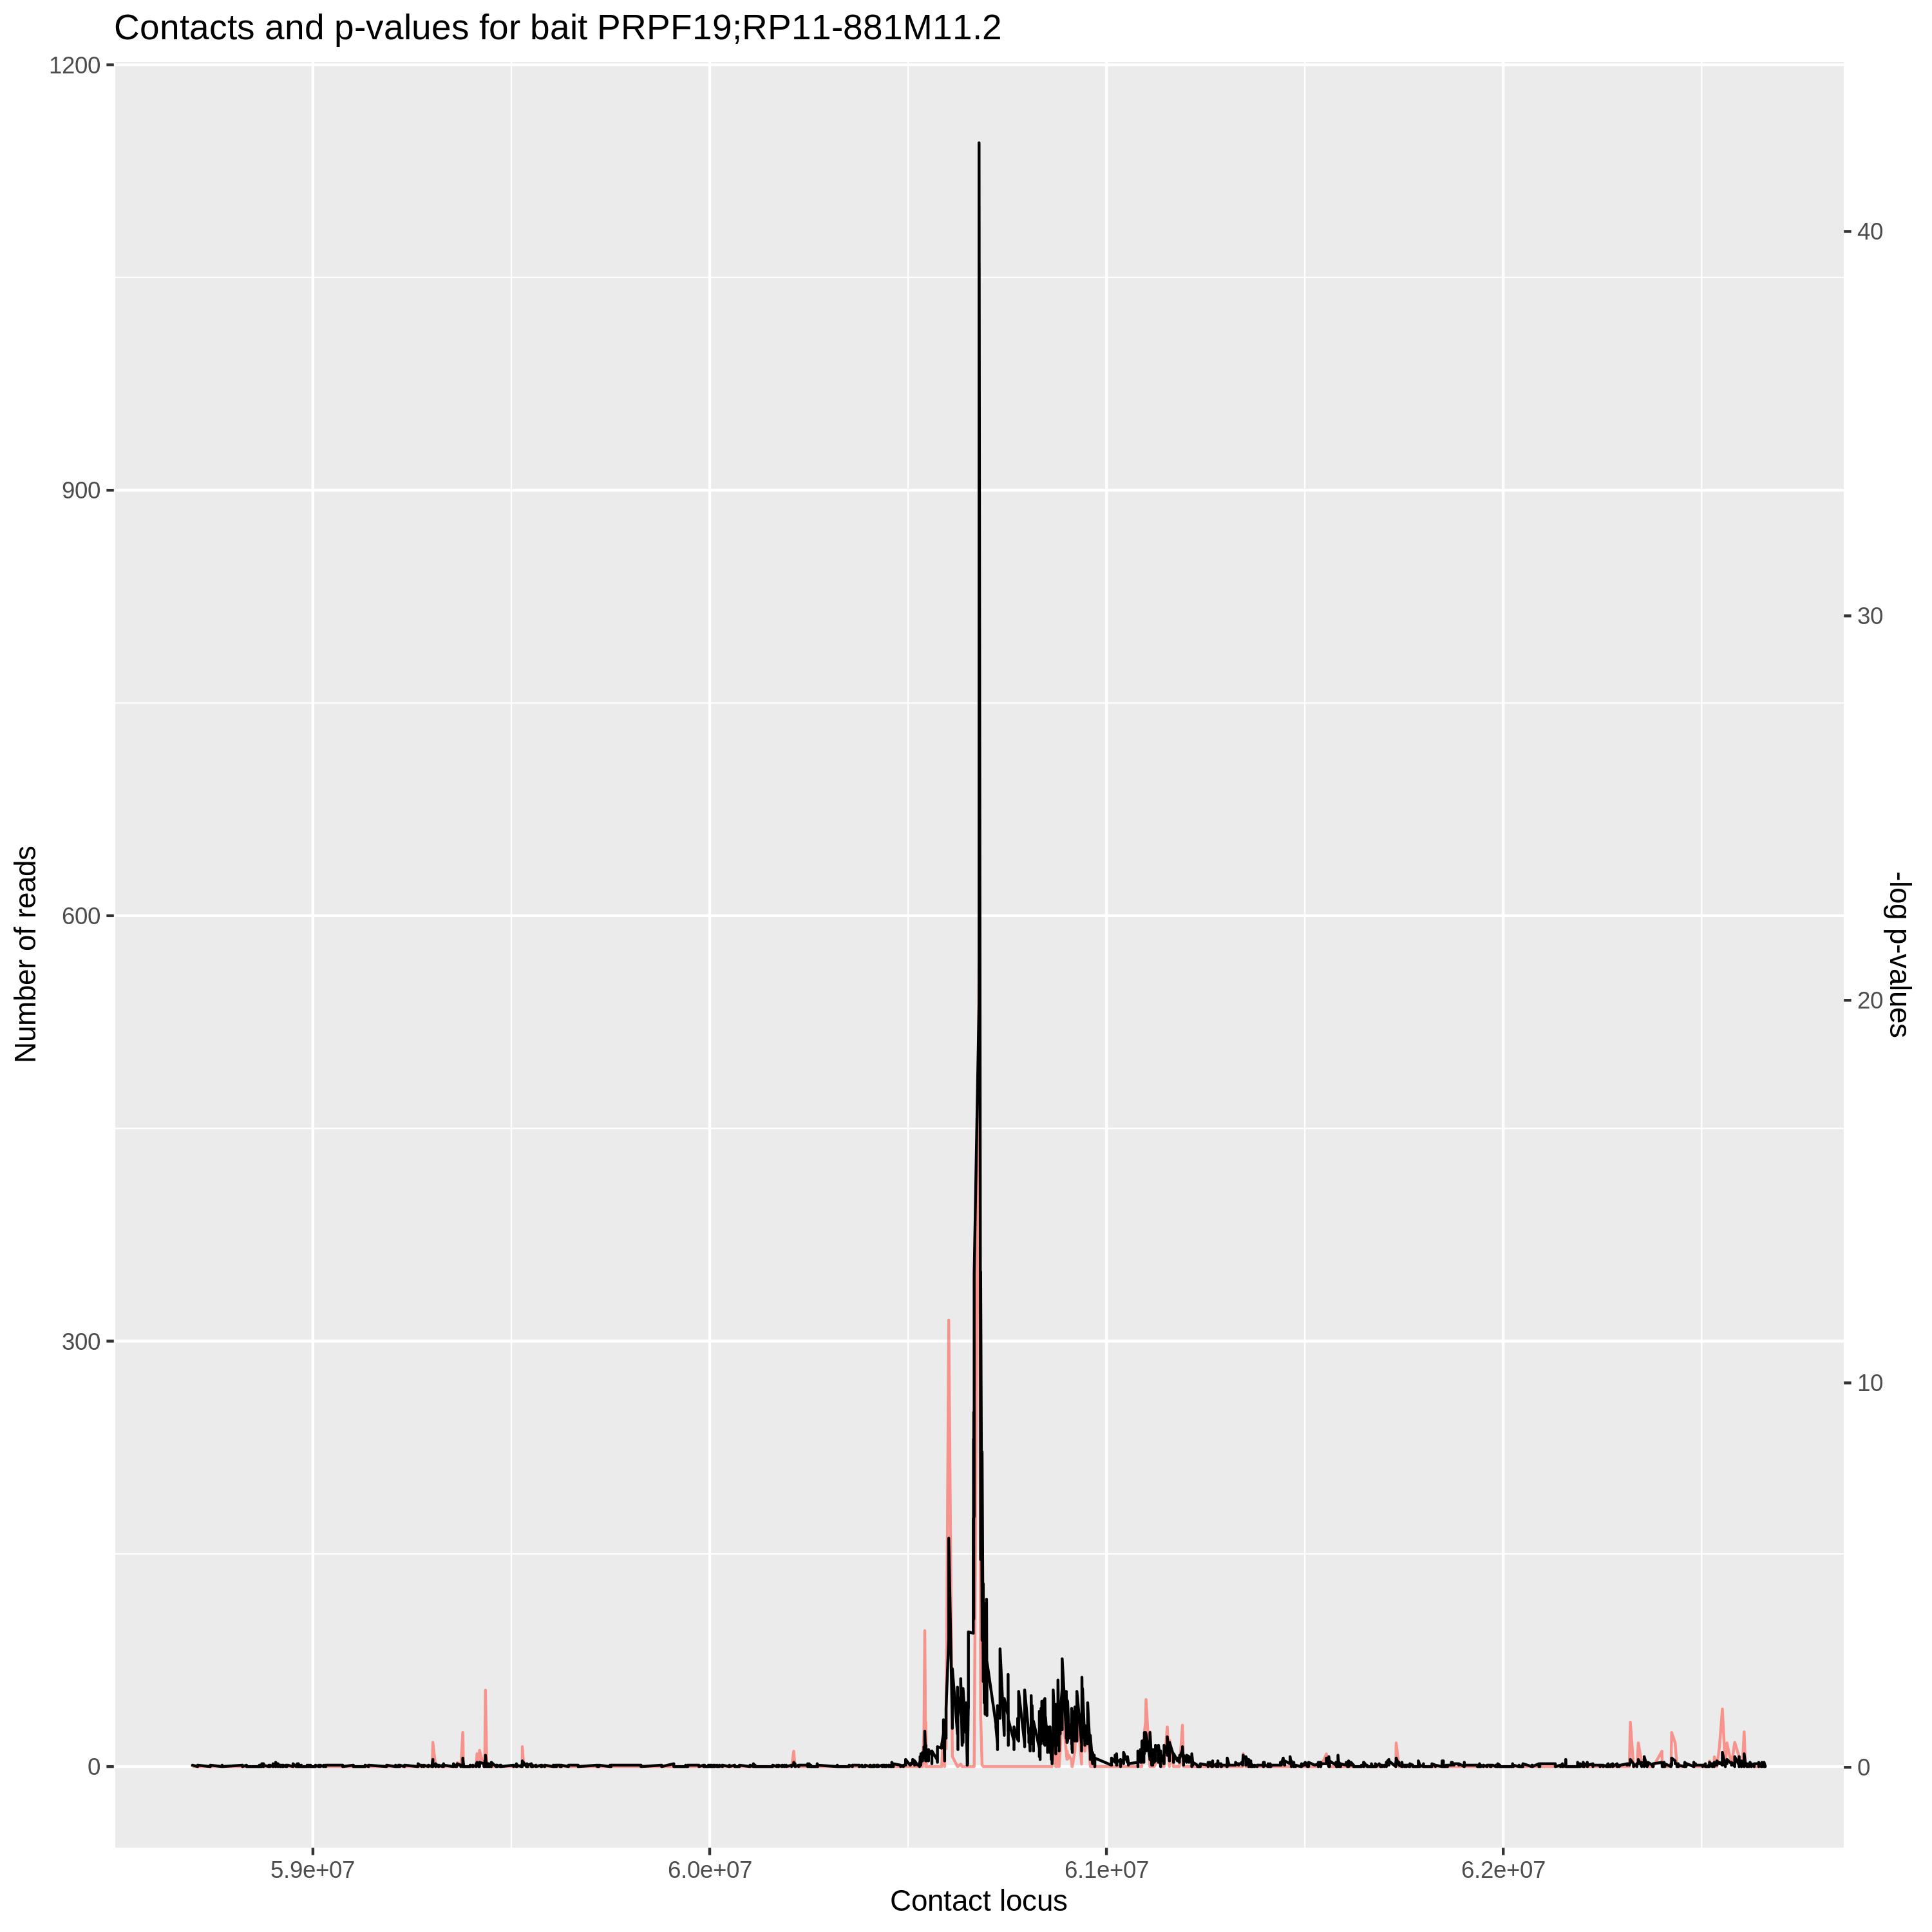 Contacts and p-values for bait PRPF19;RP11-881M11.2
1200
900
600
300
0
Number of reads
40
30
20
10
0
-log p-values
5.9e+07 6.0e+07 6.1e+07 6.2e+07
Contact locus